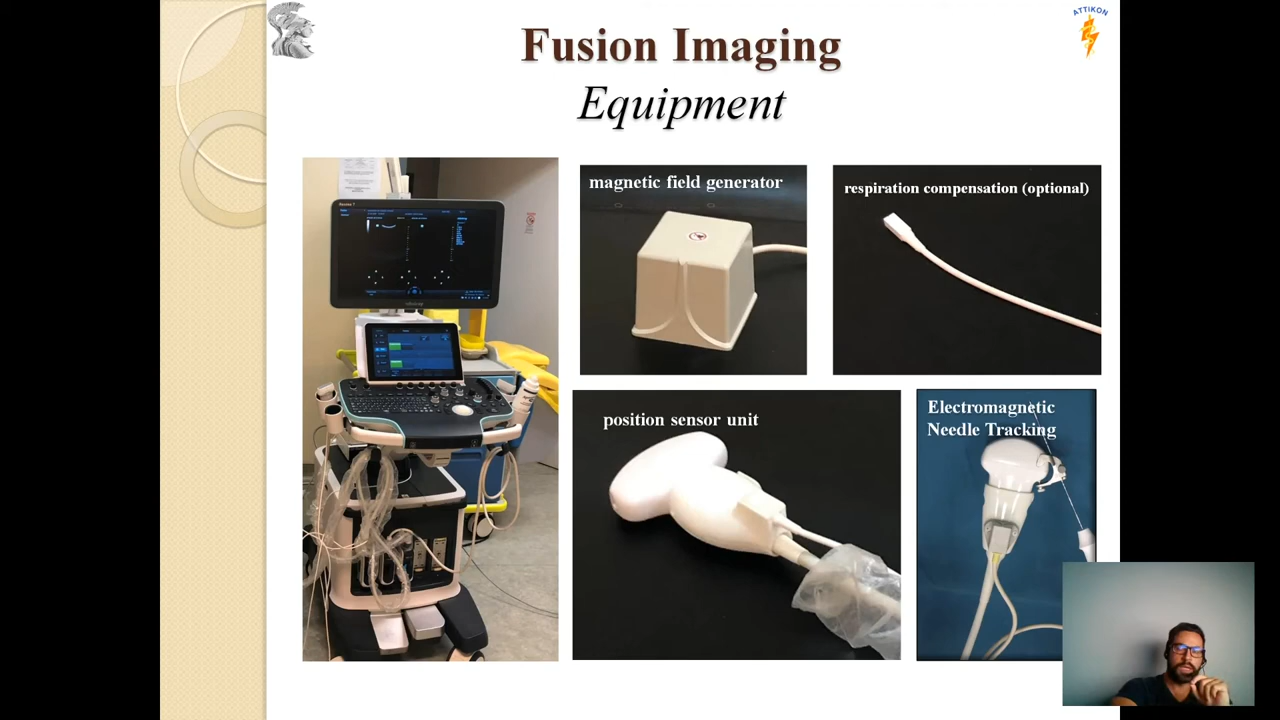 ATTIKON
Fusion Imaging
Equipment
magnetic field generator
respiration compensation (optional)
position sensor unit
Electromagnetic
Needle Tracking